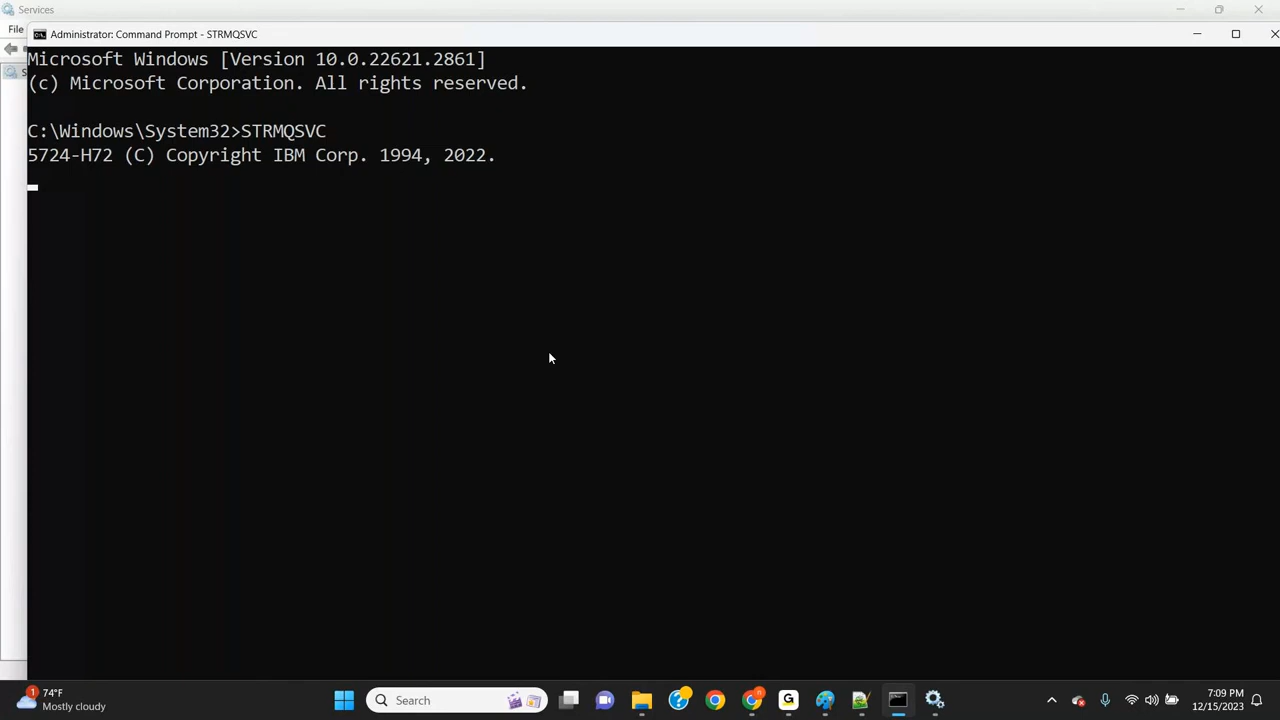 Services
File
Administrator: Command Prompt - STRMQSVC
Microsoft Windows [Version 10.0.22621.2861]
(c) Microsoft Corporation. All rights reserved.
C:\Windows\System32>STRMQSVC
5724-H72 (C) Copyright IBM Corp. 1994, 2022.
1
74°F
Mostly cloudy
Search
7:09 PM
12/15/2023